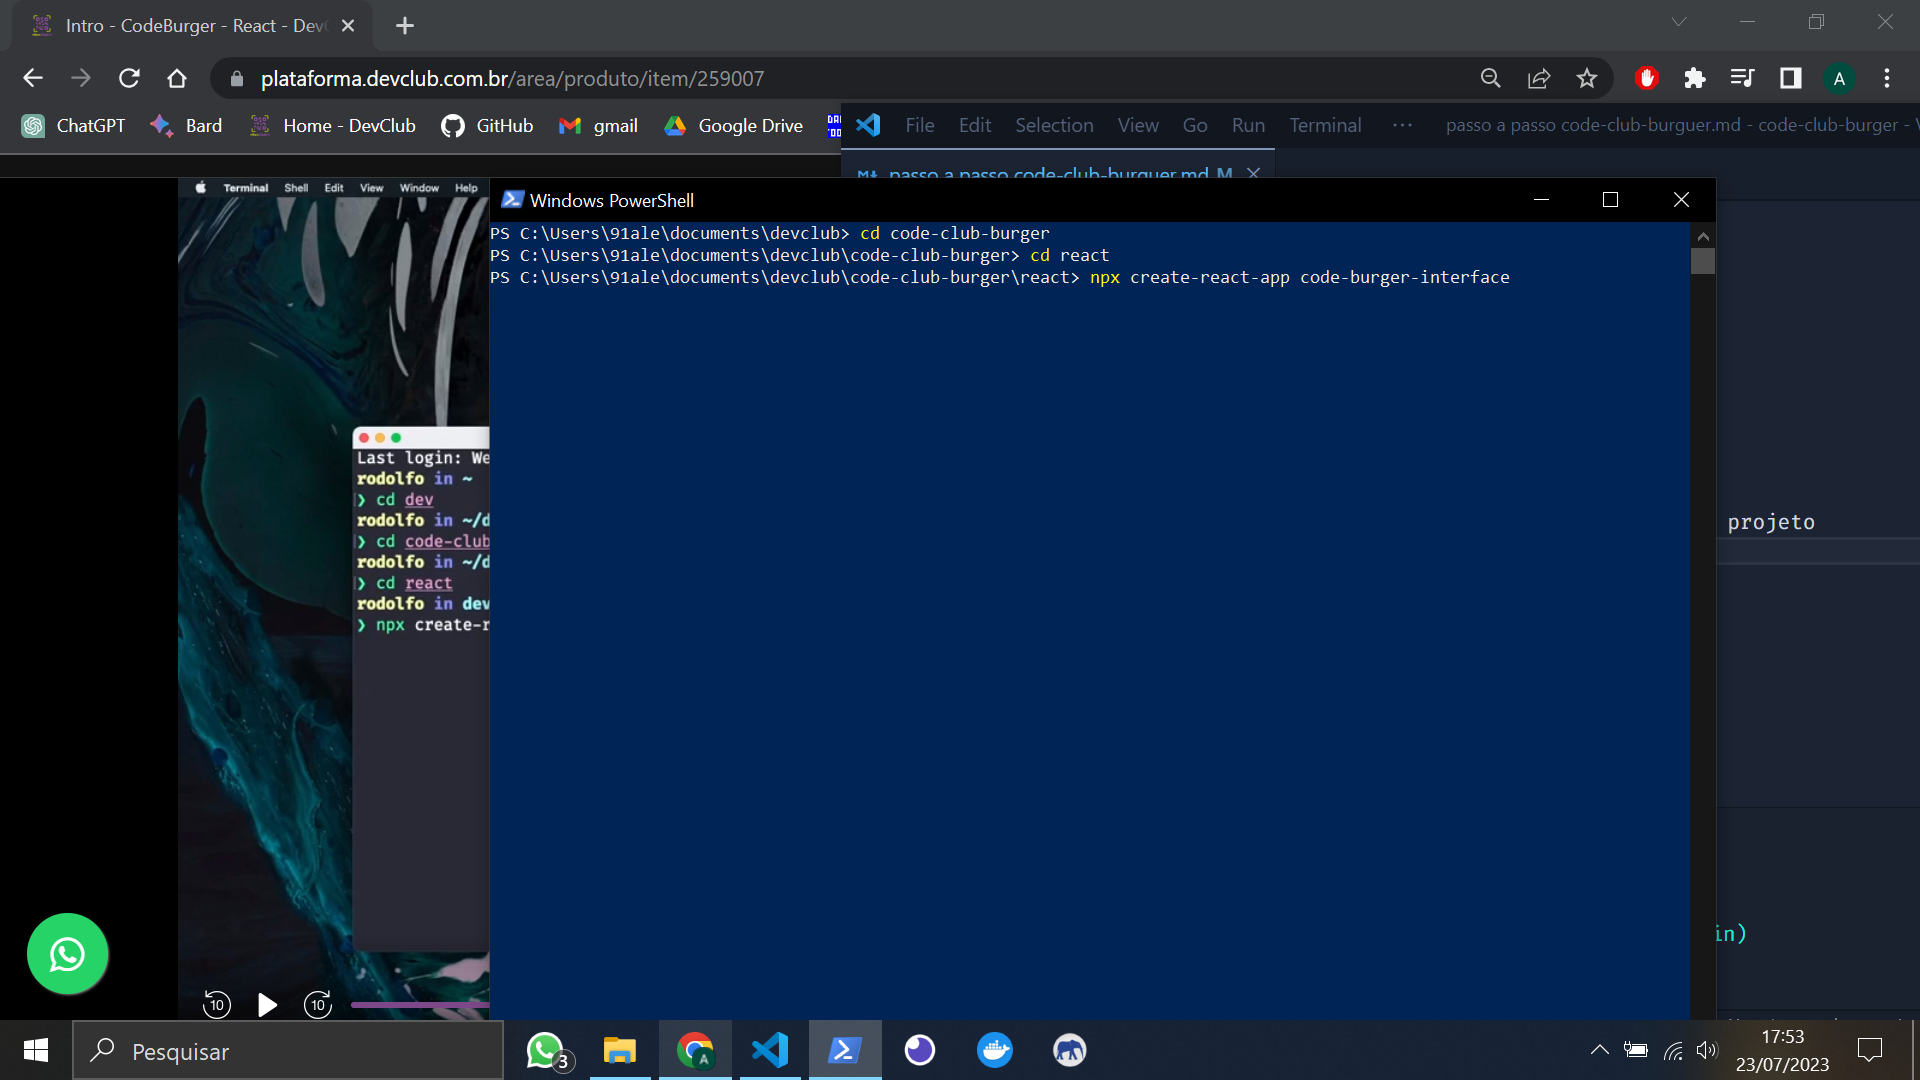 Intro - CodeBurger - React - Dev
plataforma.devclub.com.br/area/produto/item/259007
A
ChatGPT
Bard
Home - DevClub
GitHub
gmail
Google Drive
File Edit Selection View Go Run Terminal ··· passo a passo code-club-burguer.md - code-club-burger - V
passo a passo code-club-burguer.md M
Terminal Shell Edit View Window Help
Windows PowerShell
PS C:\Users\91ale\documents\devclub> cd code-club-burger
PS C:\Users\91ale\documents\devclub\code-club-burger> cd react
PS C:\Users\91ale\documents\devclub\code-club-burger\react> npx create-react-app code-burger-interface
Last login: We
rodolfo in ~
❯ cd dev
rodolfo in ~/d
❯ cd code-club
rodolfo in ~/d
❯ cd react
rodolfo in dev
❯ npx create-r
projeto
in)
10
10
Pesquisar
3
A
17:53
23/07/2023